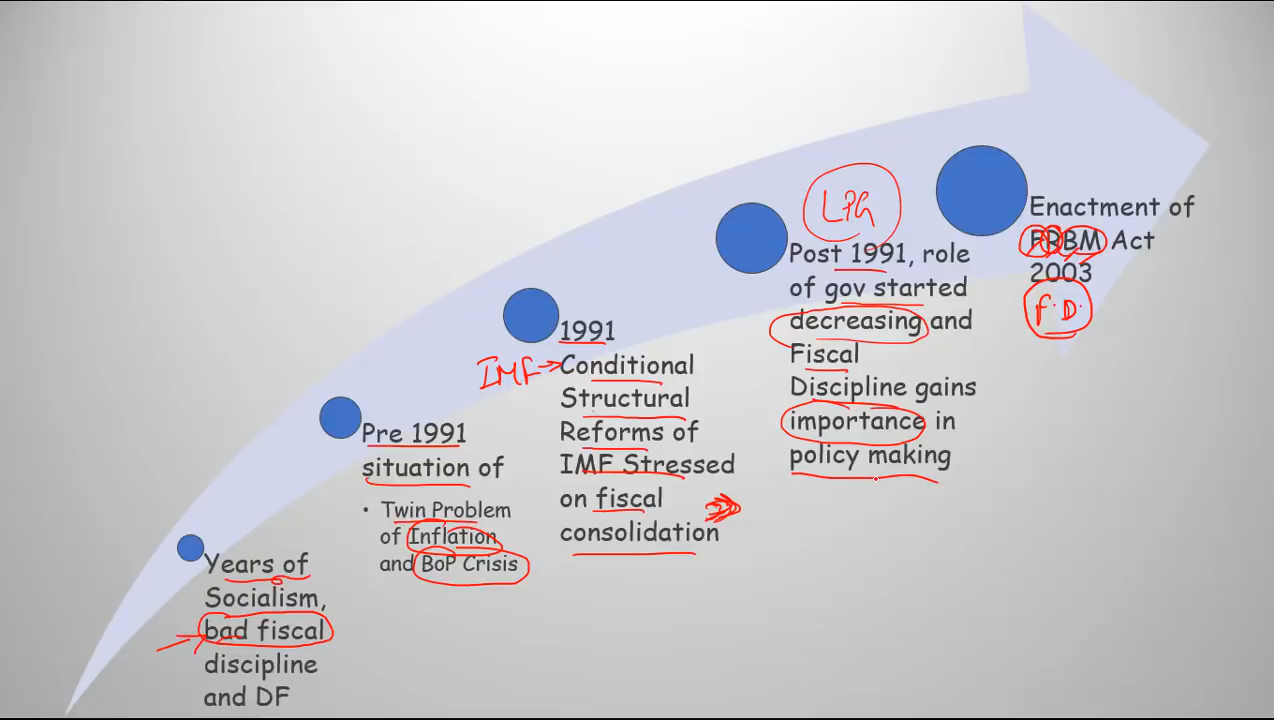 Years of
Socialism,
bad fiscal
discipline
and DF
Pre 1991
situation of
• Twin Problem
of Inflation
and BoP Crisis
1991
IMF → Conditional
Structural
Reforms of
IMF Stressed
on fiscal
consolidation
LPG
Post 1991, role
of gov started
decreasing and
Fiscal
Discipline gains
importance in
policy making
Enactment of
FRBM Act
2003
F.D.